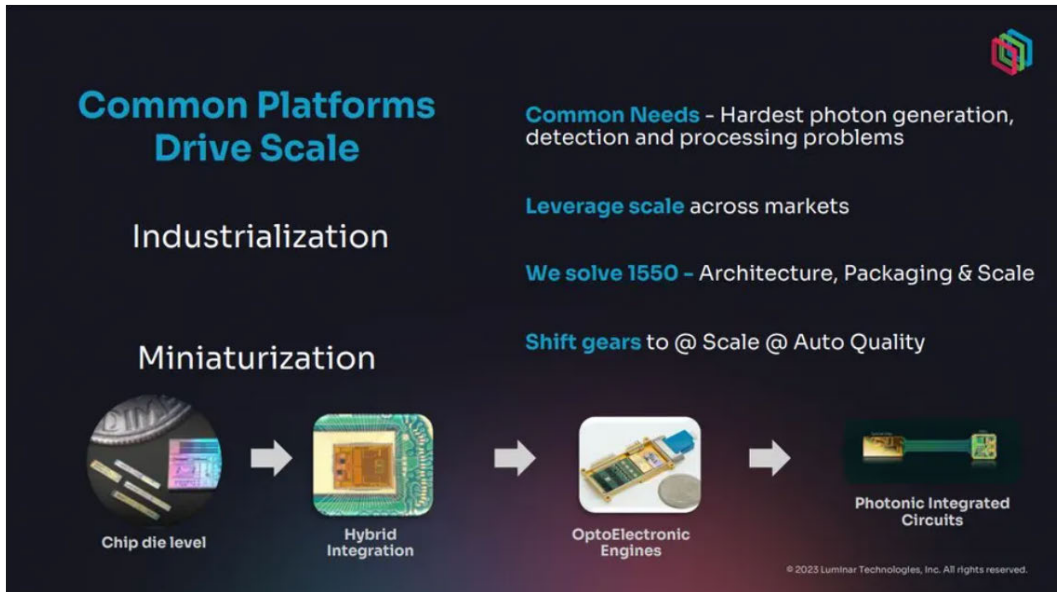 Common Platforms
Drive Scale
Industrialization
Miniaturization
Common Needs - Hardest photon generation,
detection and processing problems
Leverage scale across markets
We solve 1550 – Architecture, Packaging & Scale
Shift gears to @ Scale @ Auto Quality
Chip die level
Hybrid
Integration
OptoElectronic
Engines
Photonic Integrated
Circuits
© 2023 Luminar Technologies, Inc. All rights reserved.